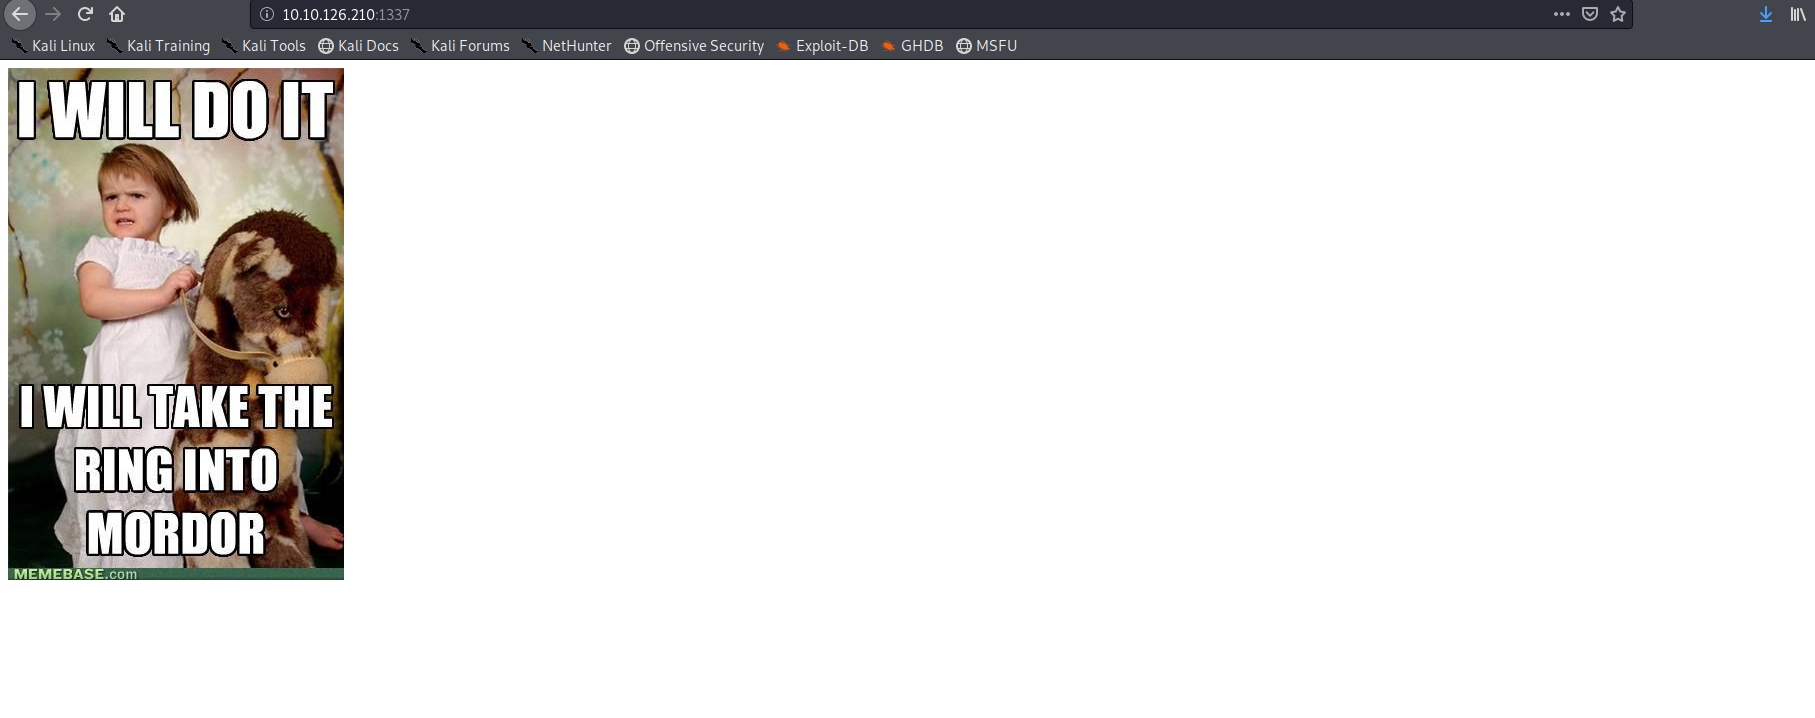 10.10.126.210:1337
Kali Linux Kali Training Kali Tools Kali Docs Kali Forums NetHunter Offensive Security Exploit-DB GHDB MSFU
I WILL DO IT
I WILL TAKE THE
RING INTO
MORDOR
MEMEBASE.com